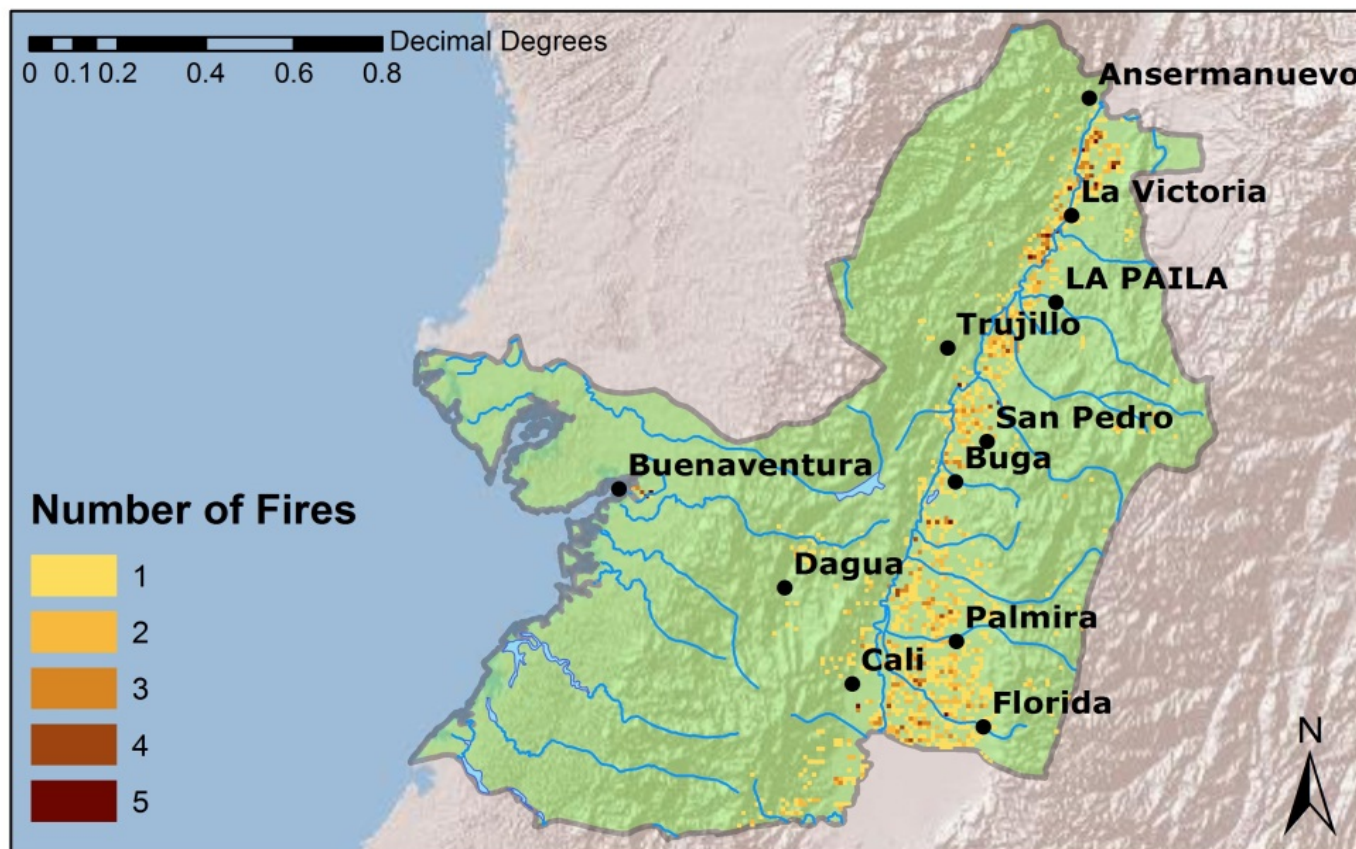 Decimal Degrees
0 0.1 0.2 0.4 0.6 0.8
Ansermanuevo
La Victoria
LA PAILA
Trujillo
San Pedro
Buga
Buenaventura
Dagua
Palmira
Cali
Florida
Number of Fires
1
2
3
4
5
N